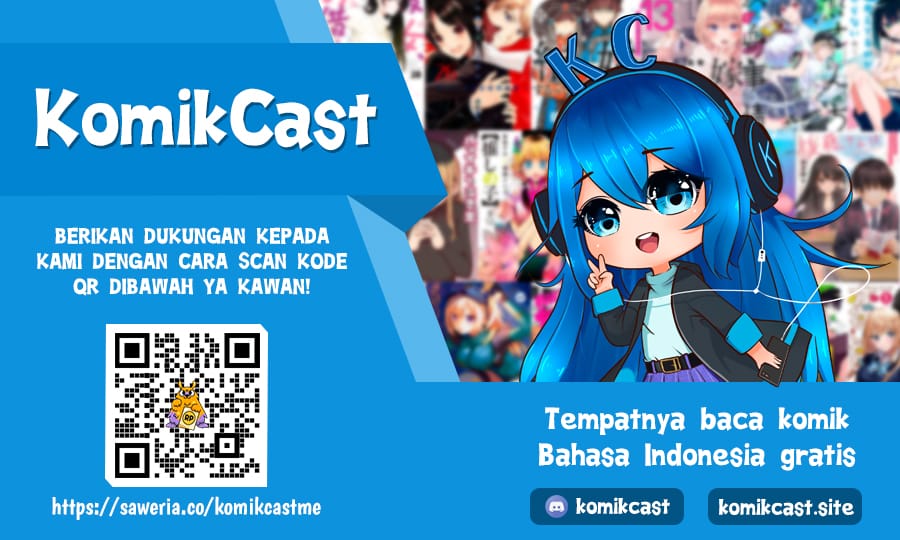 KomikCast
BERIKAN DUKUNGAN KEPADA
KAMI DENGAN CARA SCAN KODE
QR DIBAWAH YA KAWAN!
RP
https://saweria.co/komikcastme
KC
K
Tempatnya baca komik
Bahasa Indonesia gratis
komikcast
komikcast.site